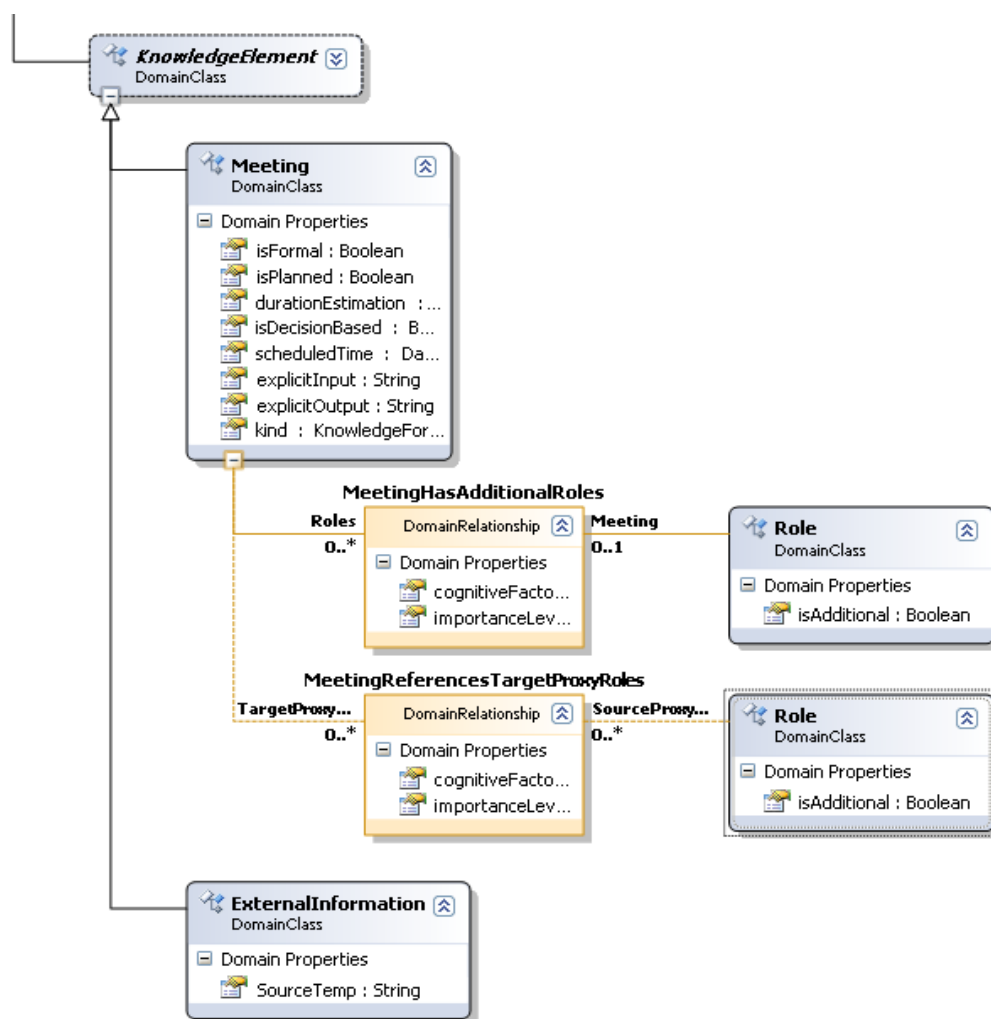 KnowledgeElement
DomainClass
Meeting
DomainClass
Domain Properties
isFormal : Boolean
isPlanned : Boolean
durationEstimation : ...
isDecisionBased : B...
scheduledTime : Da...
explicitInput : String
explicitOutput : String
kind : KnowledgeFor...
MeetingHasAdditionalRoles
Roles
0..*
DomainRelationship
Domain Properties
cognitiveFacto...
importanceLev...
Meeting
0..1
Role
DomainClass
Domain Properties
isAdditional : Boolean
MeetingReferencesTargetProxyRoles
TargetProxy...
0..*
DomainRelationship
Domain Properties
cognitiveFacto...
importanceLev...
SourceProxy...
0..*
Role
DomainClass
Domain Properties
isAdditional : Boolean
ExternalInformation
DomainClass
Domain Properties
SourceTemp : String